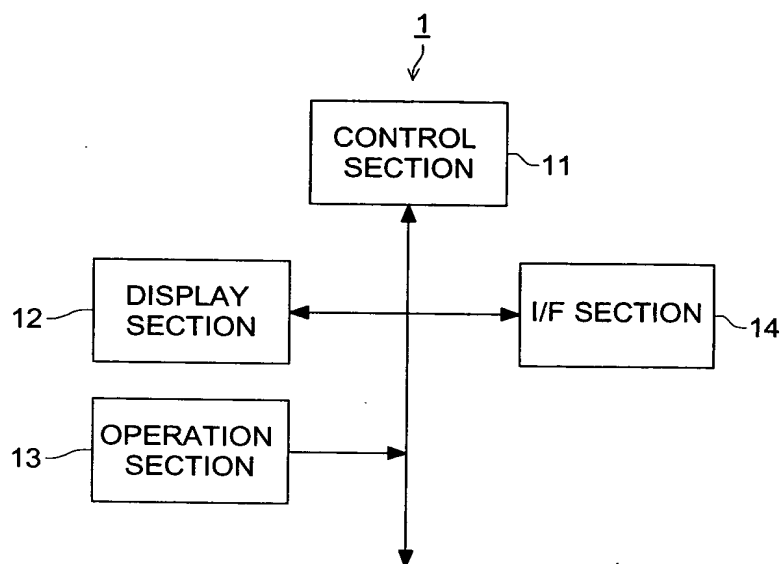 1
CONTROL
SECTION
11
DISPLAY
SECTION
12
I/F SECTION
14
OPERATION
SECTION
13